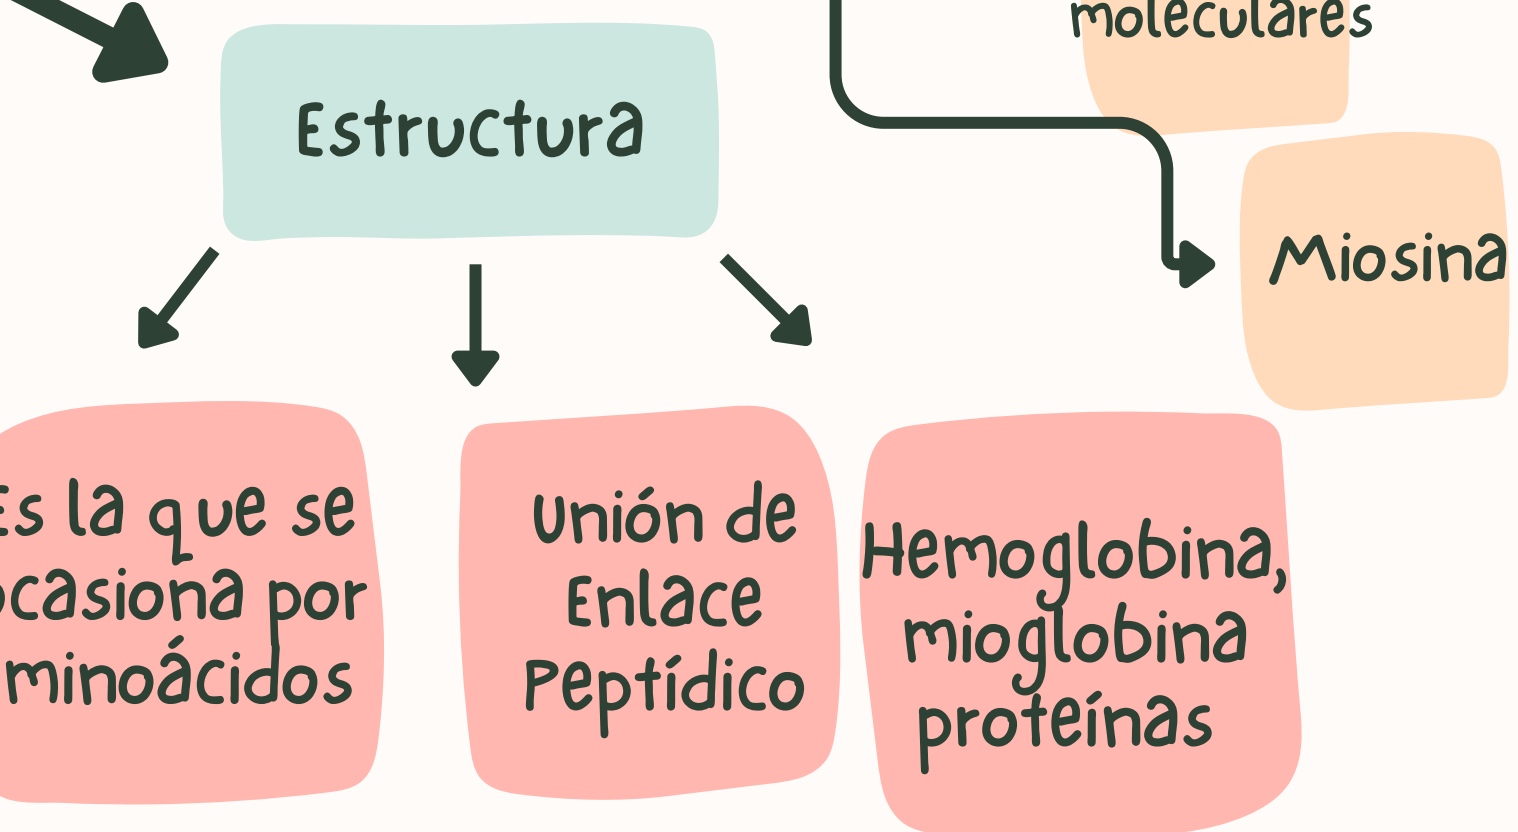 moleculares
Estructura
Miosina
Es la que se
ocasiona por
minoácidos
Unión de
Enlace
Peptídico
Hemoglobina,
mioglobina
proteínas